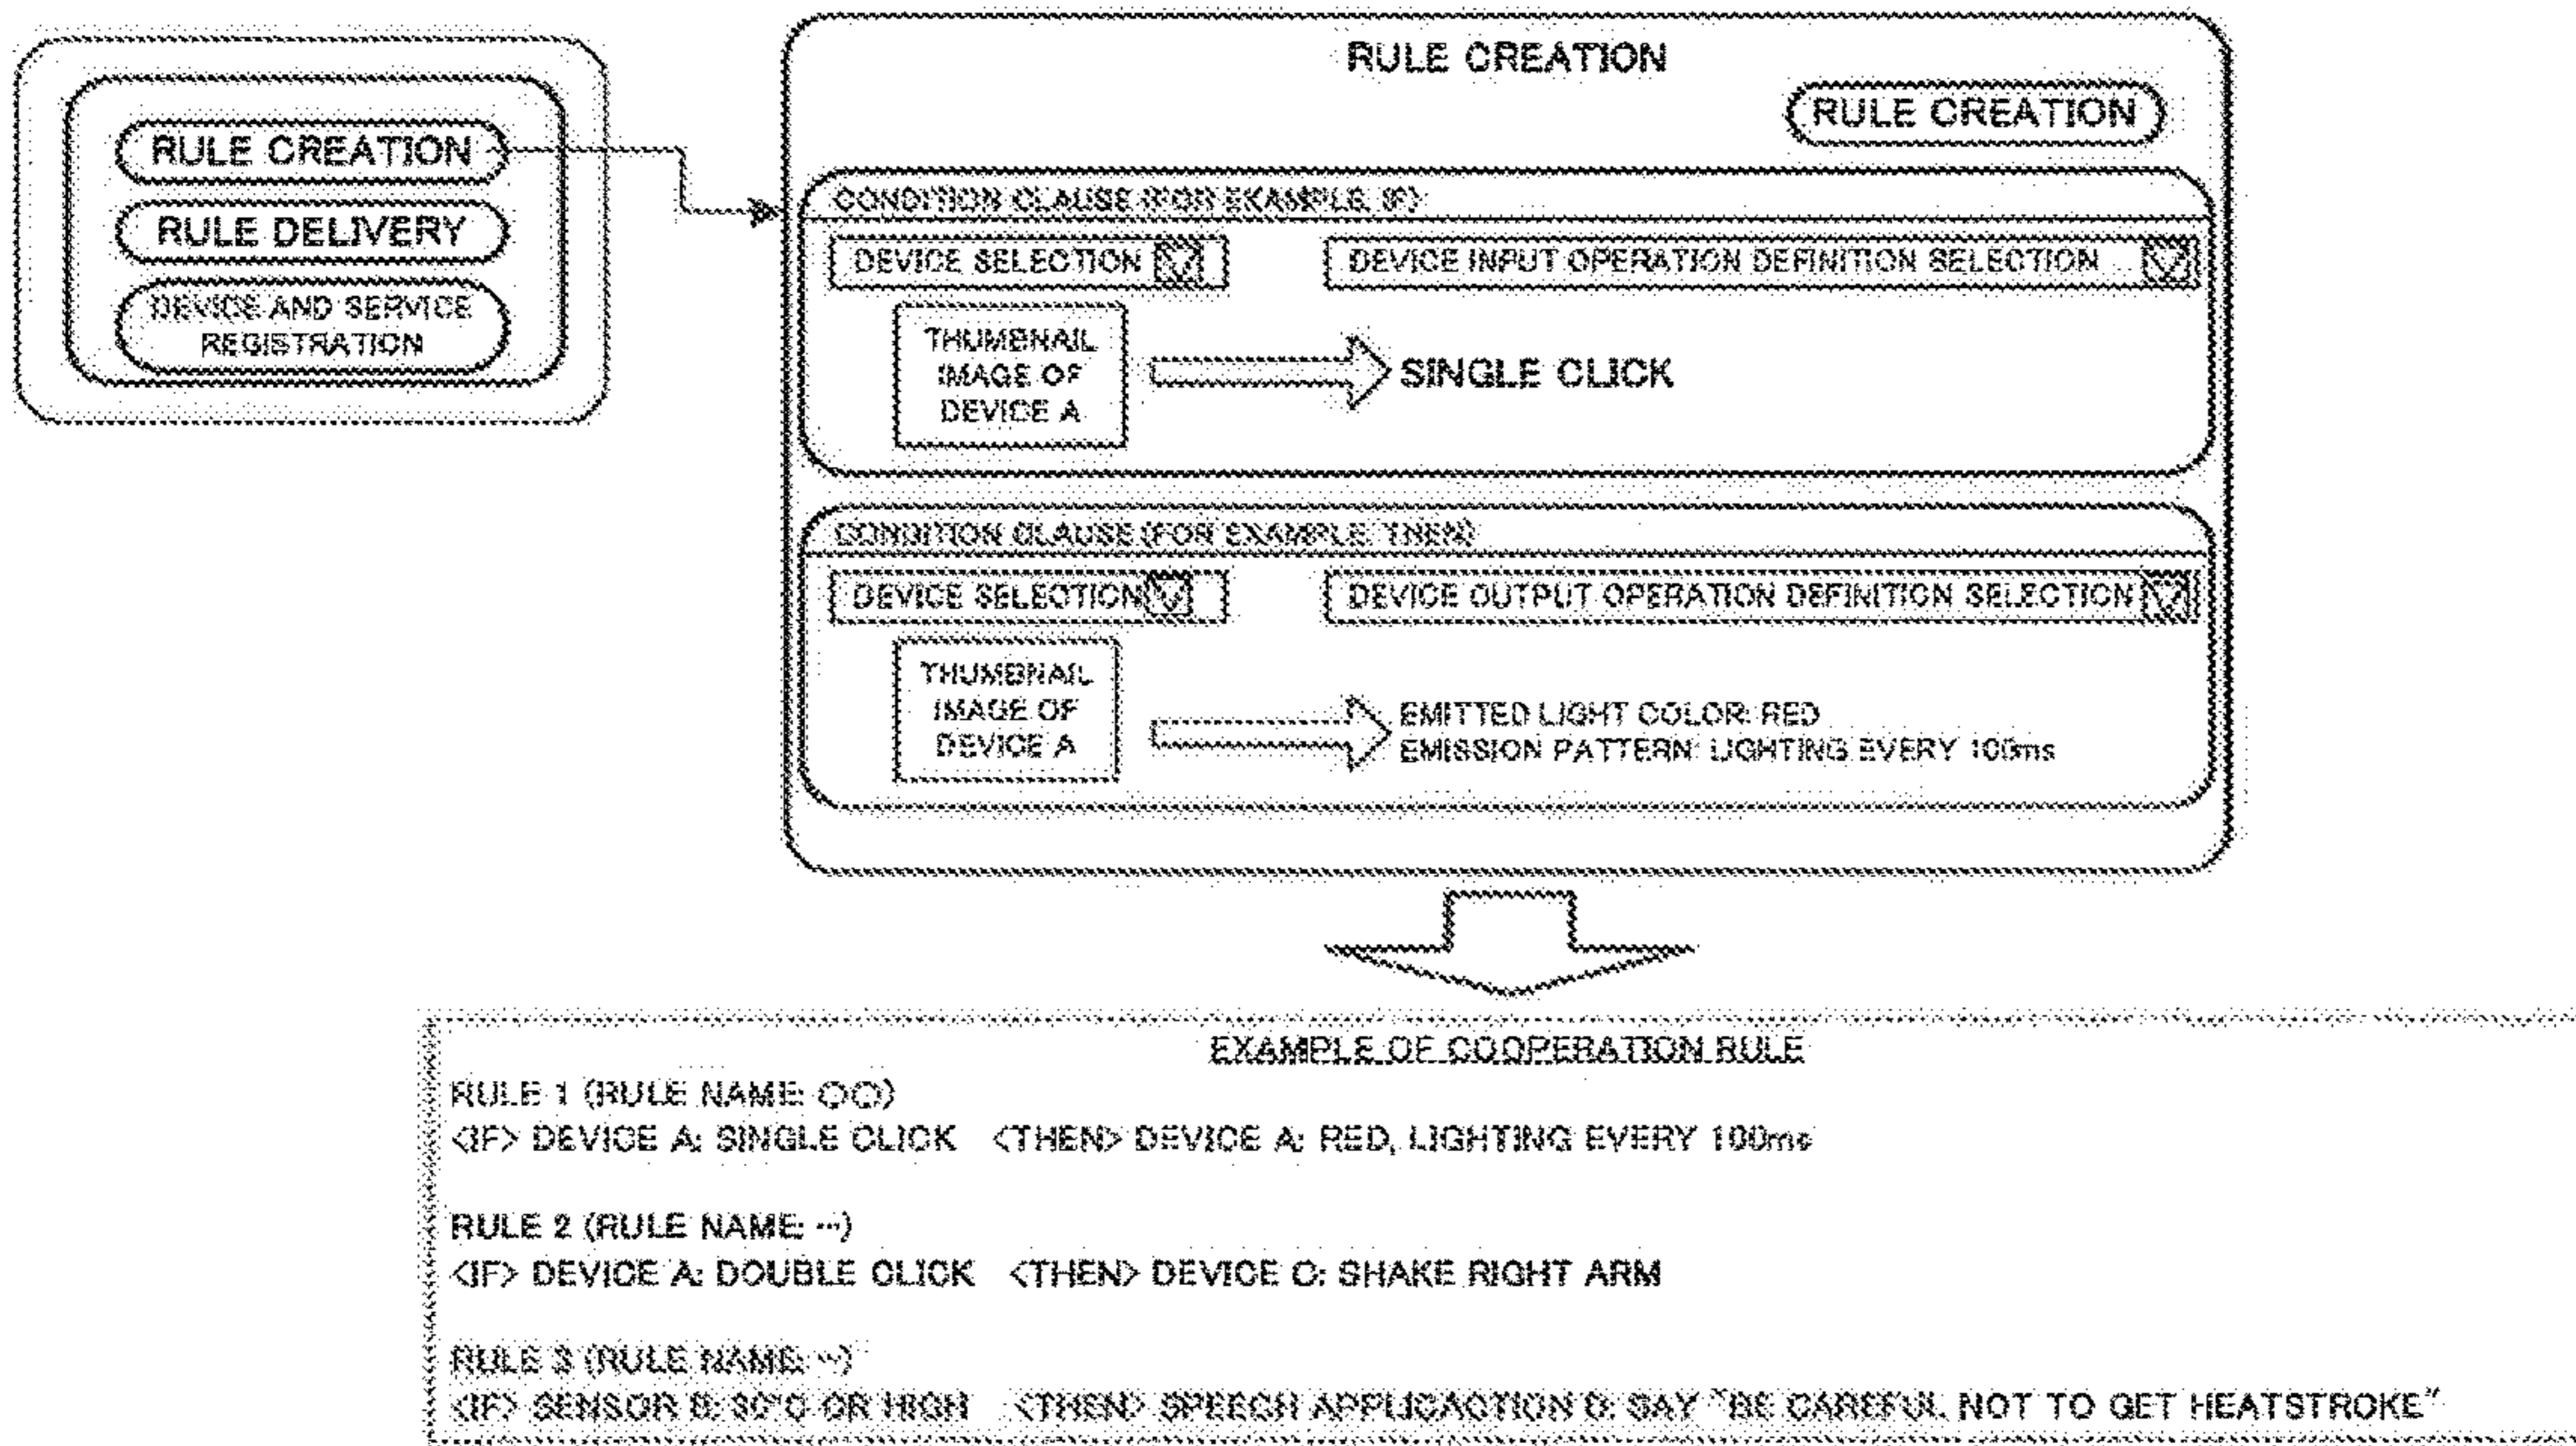 RULE CREATION
RULE DELIVERY
DEVICE AND SERVICE
REGISTRATION
RULE CREATION
RULE CREATION
CONDITION CLAUSE (FOR EXAMPLE, IF)
DEVICE SELECTION
DEVICE INPUT OPERATION DEFINITION SELECTION
THUMBNAIL
IMAGE OF
DEVICE A
SINGLE CLICK
CONDITION CLAUSE (FOR EXAMPLE, THEN)
DEVICE SELECTION
DEVICE OUTPUT OPERATION DEFINITION SELECTION
THUMBNAIL
IMAGE OF
DEVICE A
EMITTED LIGHT COLOR: RED
EMISSION PATTERN: LIGHTING EVERY 100ms
EXAMPLE OF COOPERATION RULE
RULE 1 (RULE NAME: ○○)
<IF> DEVICE A: SINGLE CLICK <THEN> DEVICE A: RED, LIGHTING EVERY 100ms
RULE 2 (RULE NAME: ···)
<IF> DEVICE A: DOUBLE CLICK <THEN> DEVICE C: SHAKE RIGHT ARM
RULE 3 (RULE NAME: ···)
<IF> SENSOR B: 30°C OR HIGH <THEN> SPEECH APPLICACTION D: SAY "BE CAREFUL NOT TO GET HEATSTROKE"